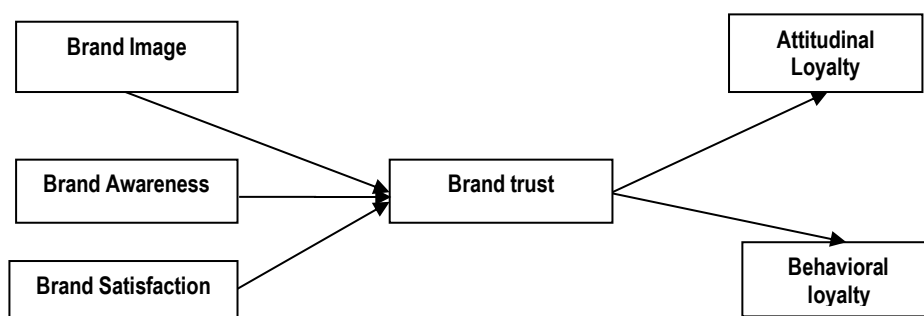 Brand Image
Attitudinal
Loyalty
Brand Awareness
Brand trust
Brand Satisfaction
Behavioral
loyalty